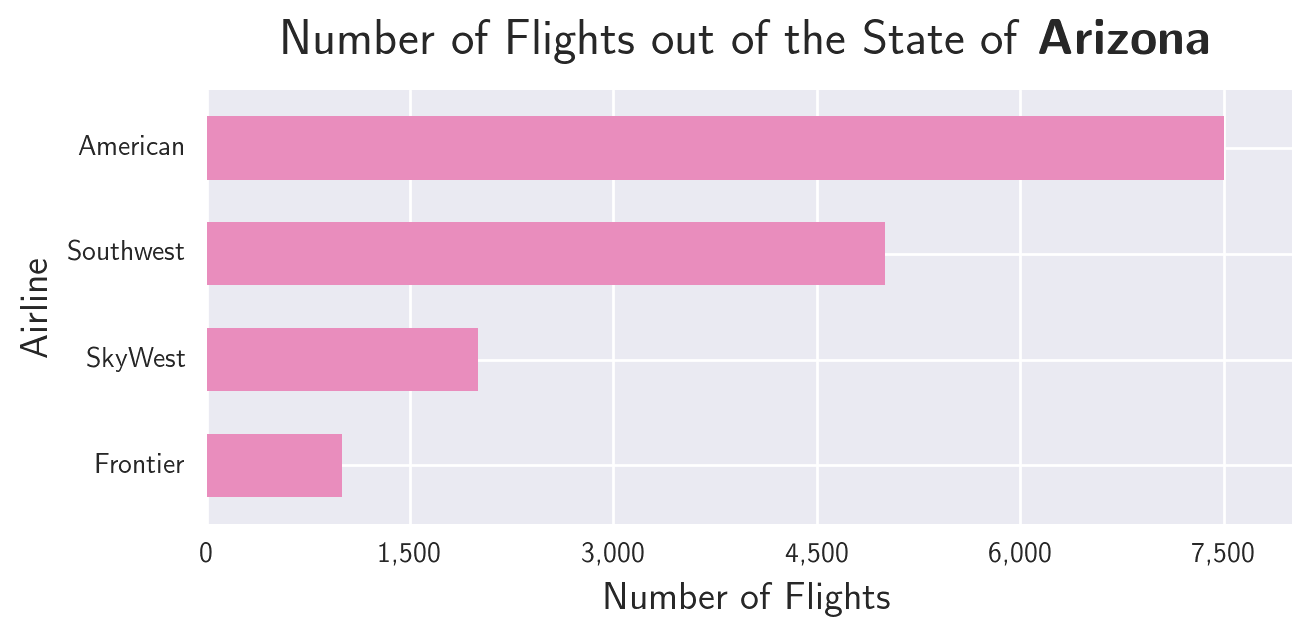 Number of Flights out of the State of Arizona
American
Southwest
SkyWest
Frontier
Airline
0 1,500 3,000 4,500 6,000 7,500
Number of Flights